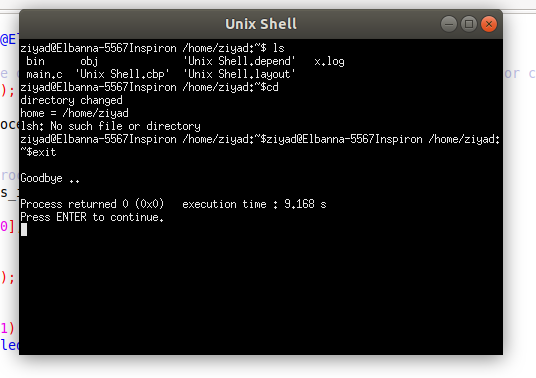 Unix Shell
@E
ziyad@Elbanna-5567Inspiron /home/ziyad:~$ ls
bin obj 'Unix Shell.depend' x.log
main.c 'Unix Shell.cbp' 'Unix Shell.layout'
ziyad@Elbanna-5567Inspiron /home/ziyad:~$cd
directory changed
home = /home/ziyad
lsh: No such file or directory
ziyad@Elbanna-5567Inspiron /home/ziyad:~$ziyad@Elbanna-5567Inspiron /home/ziyad:
~$exit
Goodbye ..
Process returned 0 (0x0) execution time : 9.168 s
Press ENTER to continue.